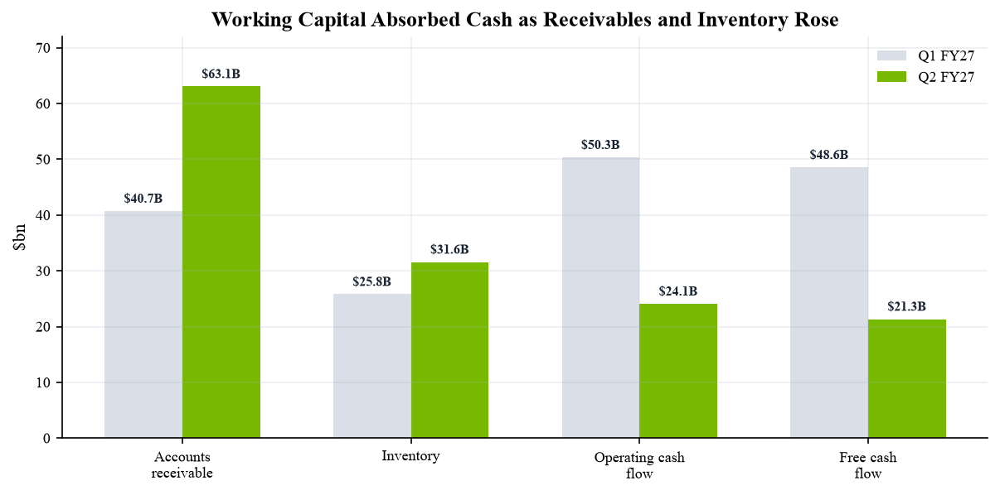 Working Capital Absorbed Cash as Receivables and Inventory Rose
Q1 FY27
Q2 FY27
$bn
70
60
50
40
30
20
10
0
$40.7B
$63.1B
$25.8B
$31.6B
$50.3B
$24.1B
$48.6B
$21.3B
Accounts
receivable
Inventory
Operating cash
flow
Free cash
flow